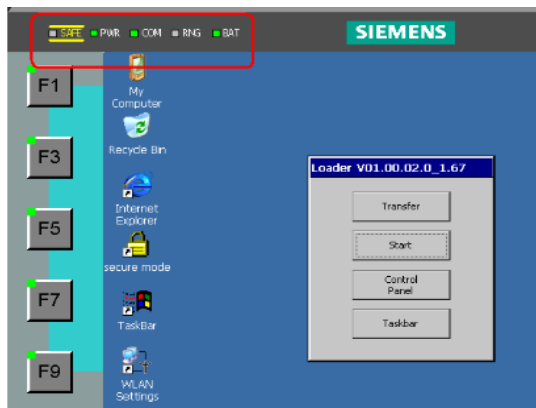 SAFE PWR COM RNG BAT
SIEMENS
F1
My
Computer
F3
Recycle Bin
Internet
Explorer
F5
secure mode
F7
TaskBar
F9
WLAN
Settings
Loader V01.00.02.0_1.67
Transfer
Start
Control
Panel
Taskbar